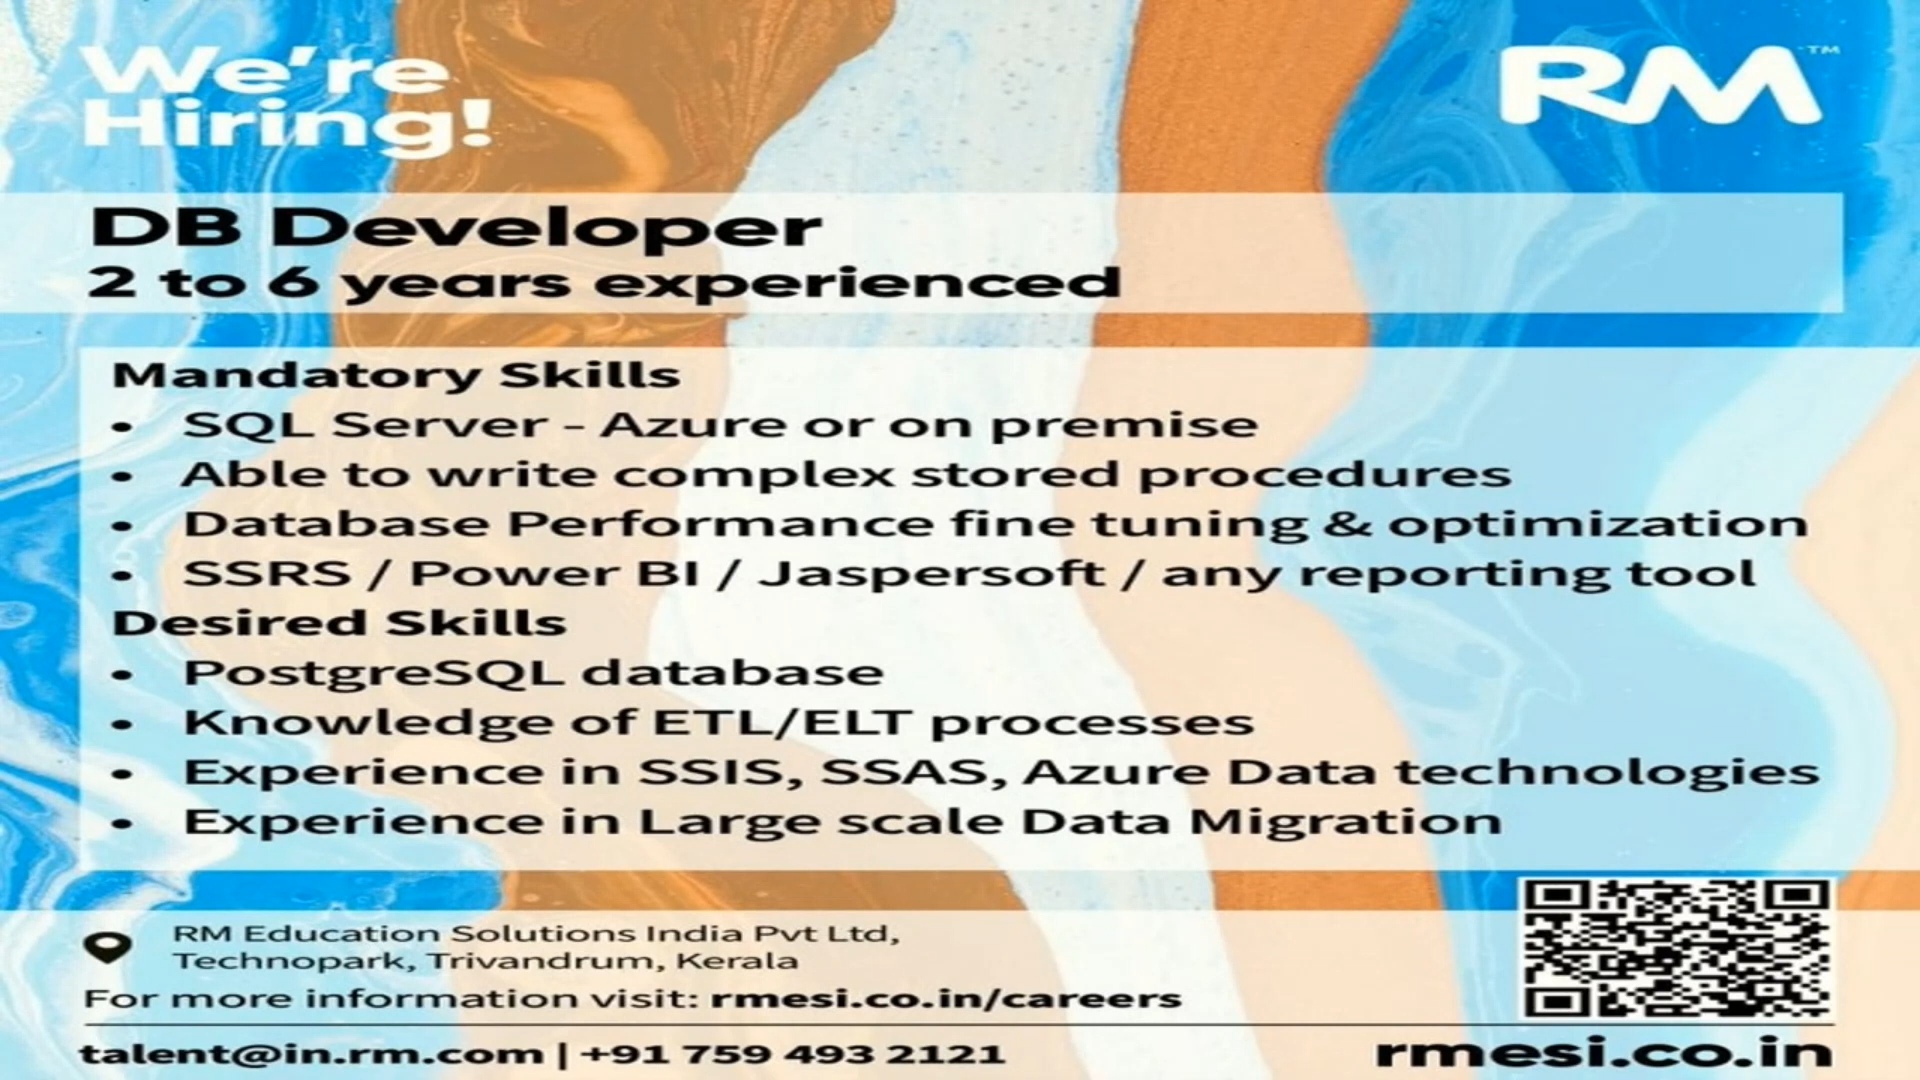 We're
Hiring!
RM™
DB Developer
2 to 6 years experienced
Mandatory Skills
• SQL Server - Azure or on premise
• Able to write complex stored procedures
• Database Performance fine tuning & optimization
• SSRS / Power BI / Jaspersoft / any reporting tool
Desired Skills
• PostgreSQL database
• Knowledge of ETL/ELT processes
• Experience in SSIS, SSAS, Azure Data technologies
• Experience in Large scale Data Migration
RM Education Solutions India Pvt Ltd,
Technopark, Trivandrum, Kerala
For more information visit: rmesi.co.in/careers
talent@in.rm.com | +91 759 493 2121
rmesi.co.in